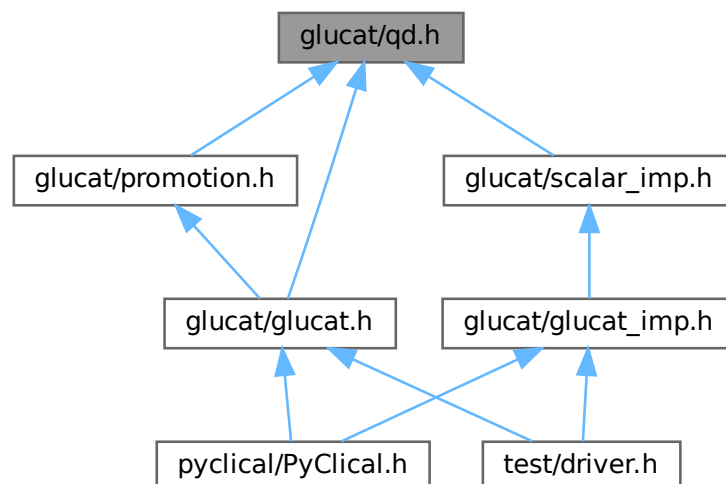 glucat/qd.h
glucat/promotion.h
glucat/scalar_imp.h
glucat/glucat.h
glucat/glucat_imp.h
pyclical/PyClical.h
test/driver.h